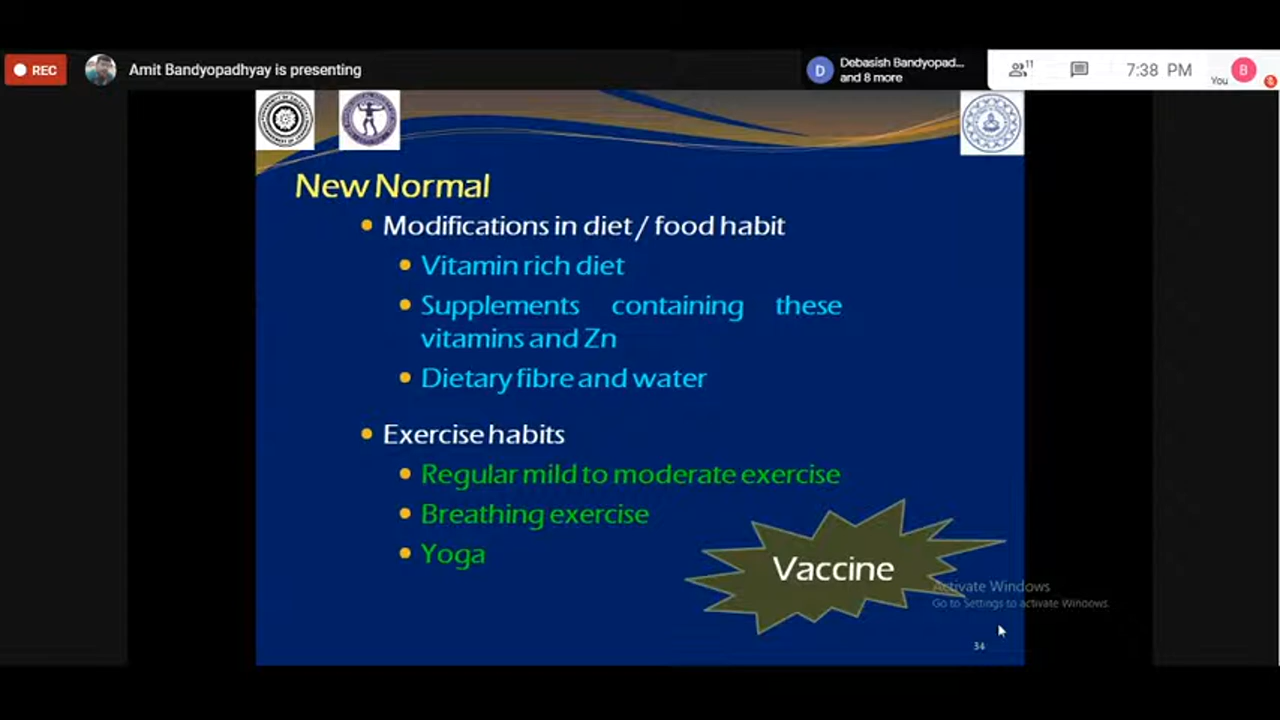 REC
Amit Bandyopadhyay is presenting
D
Debasish Bandyopad...
and 8 more
11
7:38 PM
You
B
New Normal
Modifications in diet / food habit
Vitamin rich diet
Supplements containing these
vitamins and Zn
Dietary fibre and water
Exercise habits
Regular mild to moderate exercise
Breathing exercise
Yoga
Vaccine
Activate Windows
Go to Settings to activate Windows.
34